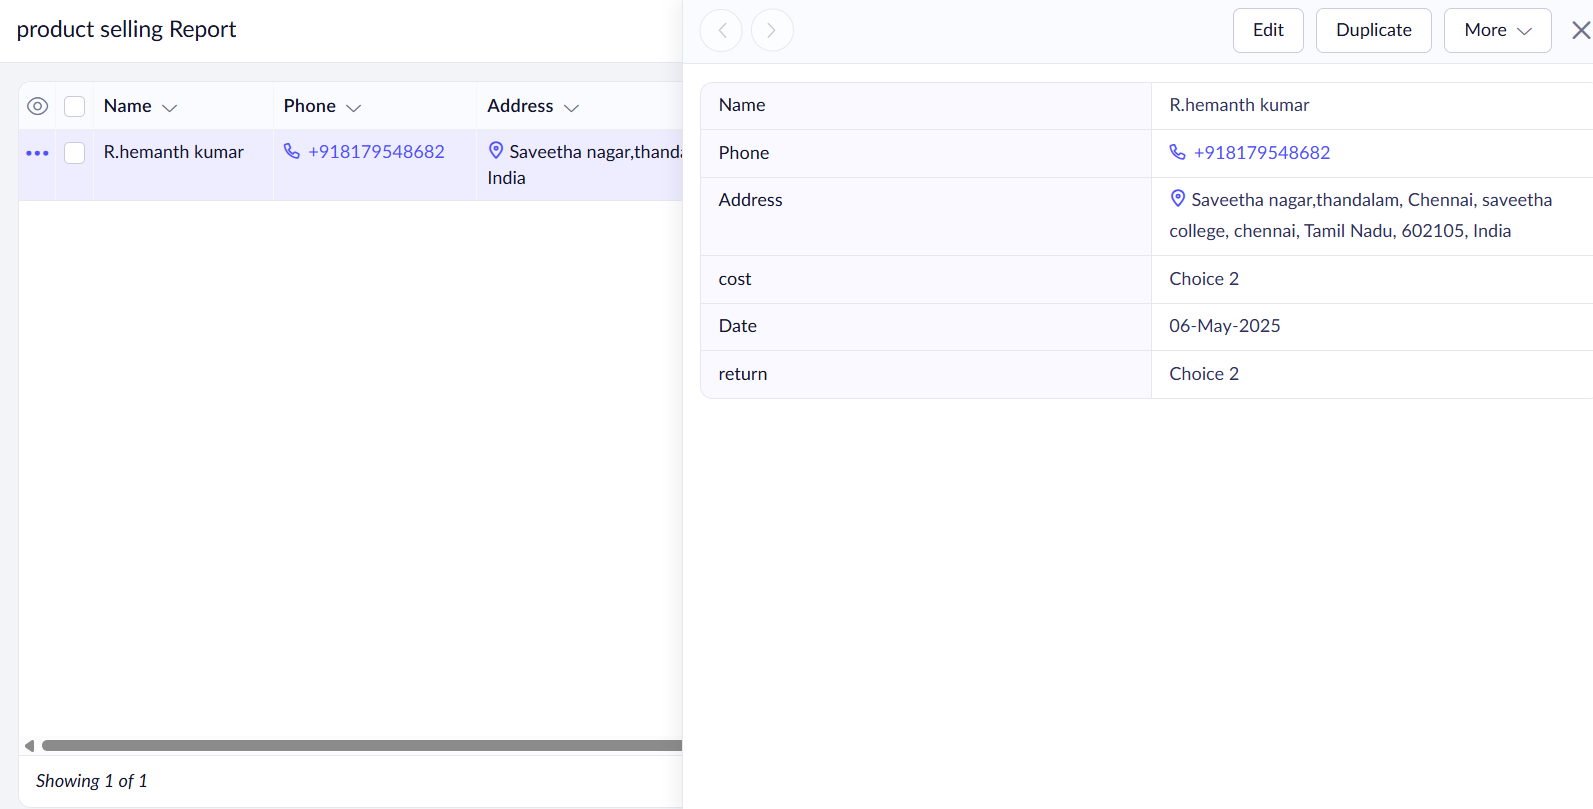 product selling Report
Edit Duplicate More
Name Phone Address
R.hemanth kumar +918179548682 Saveetha nagar,thanda
India
Name R.hemanth kumar
Phone +918179548682
Address Saveetha nagar,thandalam, Chennai, saveetha
college, chennai, Tamil Nadu, 602105, India
cost Choice 2
Date 06-May-2025
return Choice 2
Showing 1 of 1